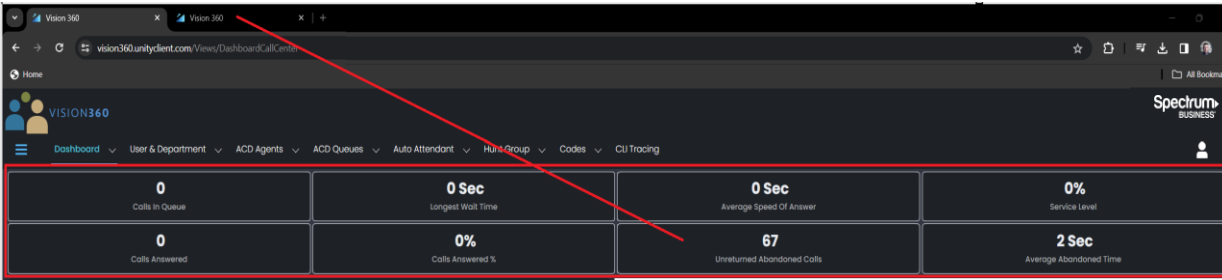 Vision 360
Vision 360
vision360.unityclient.com/Views/DashboardCallCenter
Home
All Bookma
VISION360
Spectrum
BUSINESS
Dashboard User & Department ACD Agents ACD Queues Auto Attendant Hunt Group Codes CLI Tracing
0
Calls In Queue
0 Sec
Longest Wait Time
0 Sec
Average Speed Of Answer
0%
Service Level
0
Calls Answered
0%
Calls Answered %
67
Unreturned Abandoned Calls
2 Sec
Average Abandoned Time